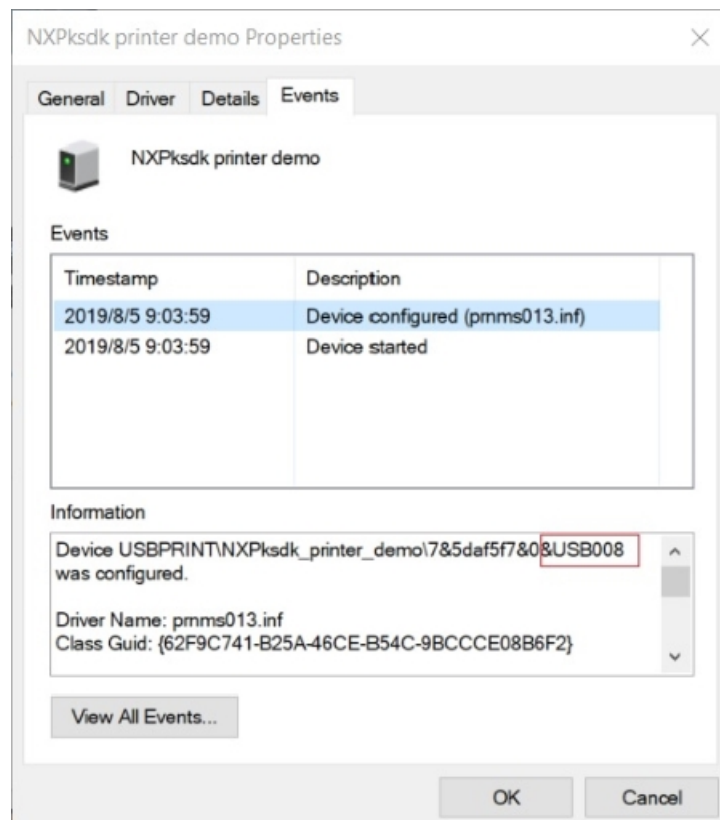 NXPksdk printer demo Properties
General Driver Details Events
NXPksdk printer demo
Events
Timestamp Description
2019/8/5 9:03:59 Device configured (prnms013.inf)
2019/8/5 9:03:59 Device started
Information
Device USBPRINT\NXPksdk_printer_demo\7&5daf5f7&0&USB008
was configured.
Driver Name: prnms013.inf
Class Guid: {62F9C741-B25A-46CE-B54C-9BCCCE08B6F2}
View All Events...
OK Cancel